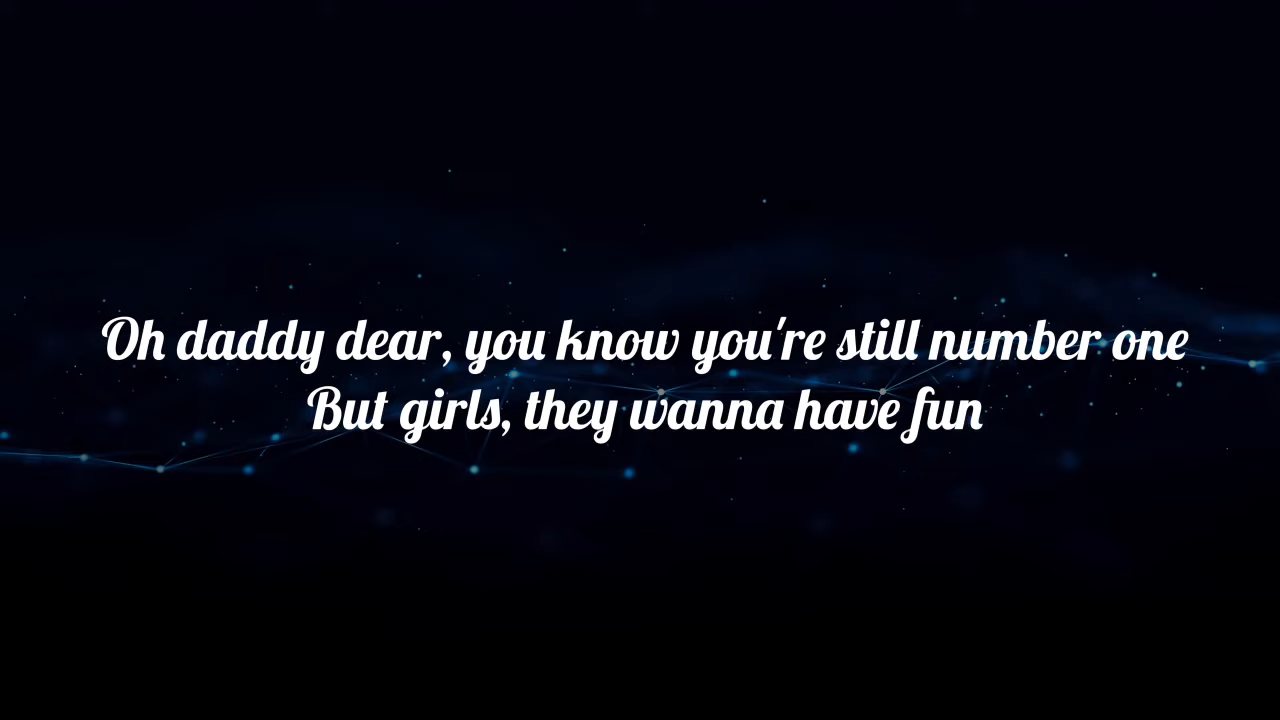 Oh daddy dear, you know you're still number one
But girls, they wanna have fun